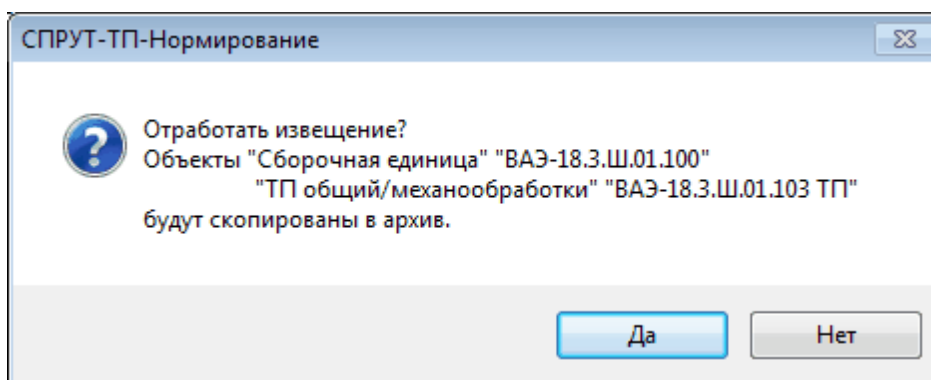 СПРУТ-ТП-Нормирование
Отработать извещение?
Объекты "Сборочная единица" "ВАЭ-18.3.Ш.01.100"
"ТП общий/механообработки" "ВАЭ-18.3.Ш.01.103 ТП"
будут скопированы в архив.
Да
Нет